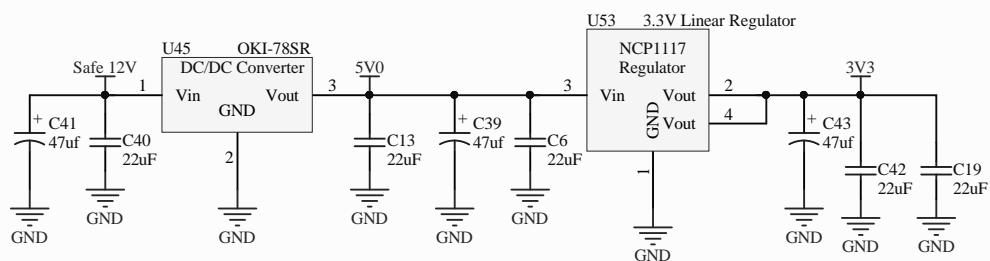 U45 OKI-78SR
DC/DC Converter
Safe 12V
1
Vin
GND
Vout
3
2
GND
C41
47uf
+
GND
C40
22uF
GND
5V0
C13
22uF
GND
+
C39
47uf
GND
C6
22uF
GND
U53 3.3V Linear Regulator
NCP1117
Regulator
3
Vin
GND
Vout
2
Vout
4
1
GND
3V3
+
C43
47uf
GND
C42
22uF
GND
C19
22uF
GND